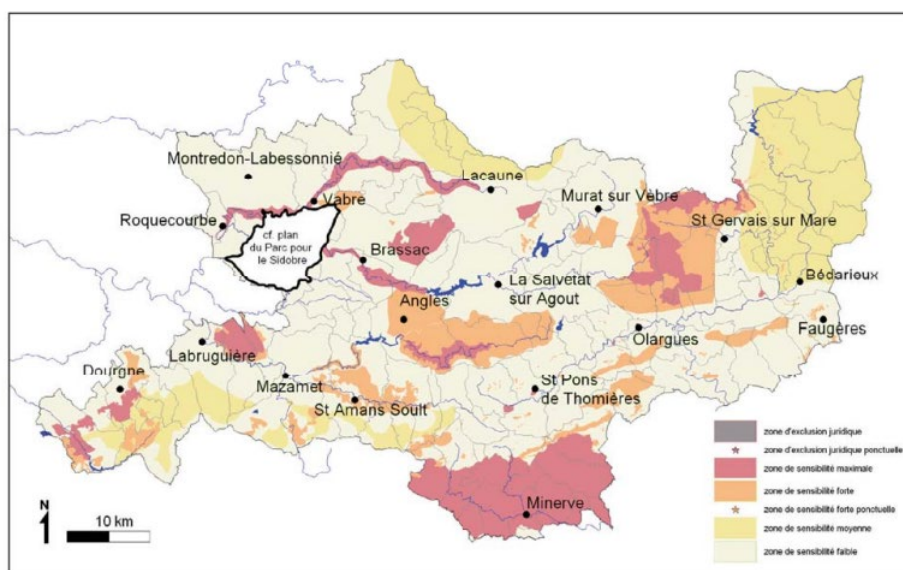 Montredon-Labessonnié
Lacaune
Murat sur Vèbre
Vabre
Roquecourbe
St Gervais sur Mare
cf. plan
du Parc pour
le Sidobre
Brassac
Bédarieux
La Salvetat
sur Agout
Anglès
Faugères
Olargues
Labruguière
Dourgne
Mazamet
St Pons
de Thomières
St Amans Soult
Minerve
N
10 km
zone d'exclusion juridique
zone d'exclusion juridique ponctuelle
zone de sensibilité maximale
zone de sensibilité forte
zone de sensibilité forte ponctuelle
zone de sensibilité moyenne
zone de sensibilité faible